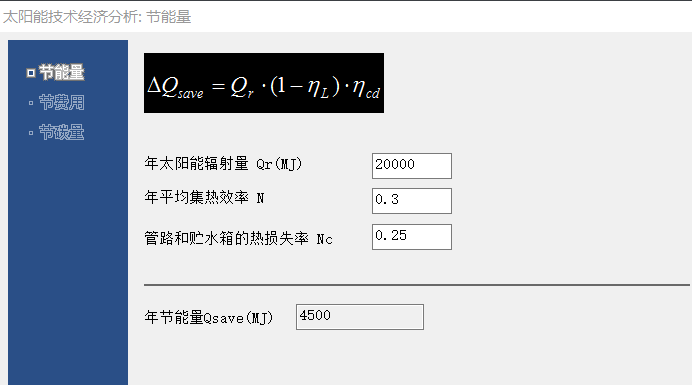 太阳能技术经济分析: 节能量
节能量
节费用
节碳量
ΔQsave = Qr · (1 − ηL) · ηcd
年太阳能辐射量 Qr(MJ)
20000
年平均集热效率 N
0.3
管路和贮水箱的热损失率 Nc
0.25
年节能量Qsave(MJ)
4500